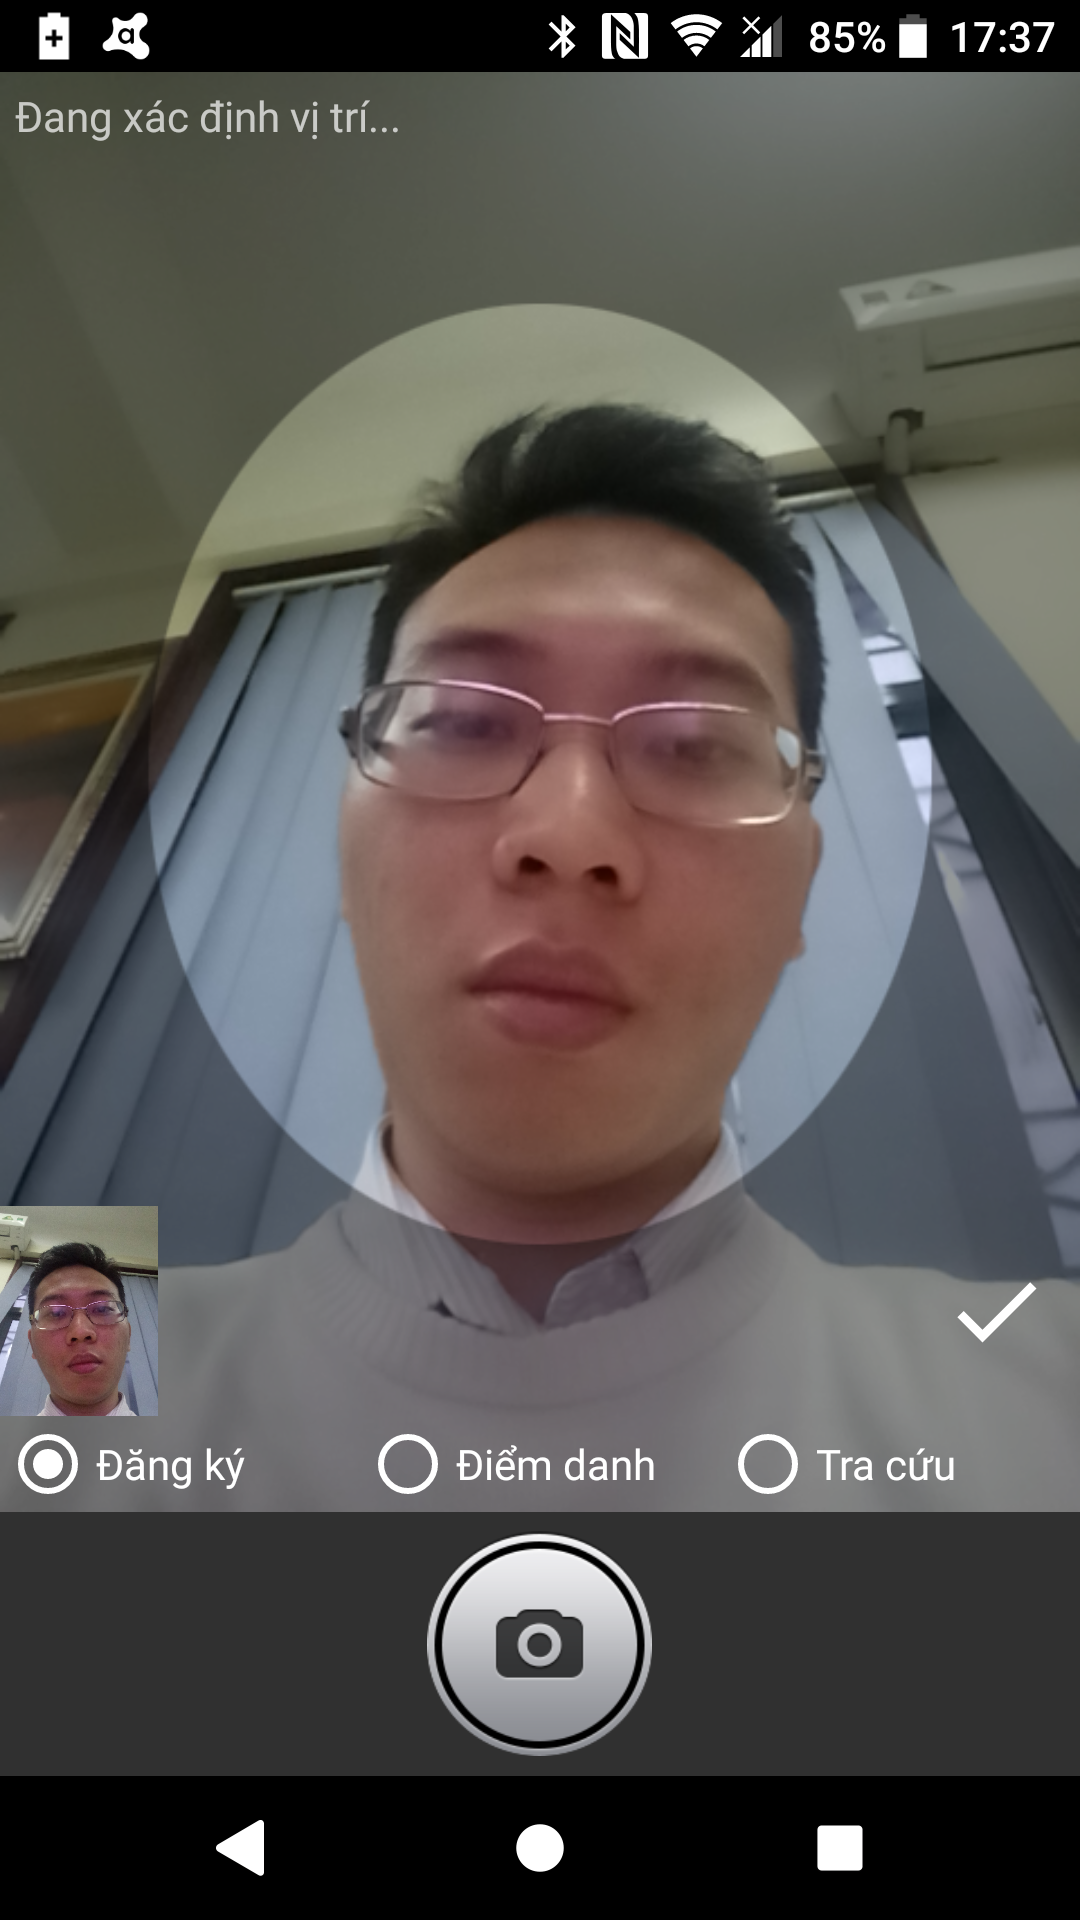 85% 17:37
Đang xác định vị trí...
Đăng ký
Điểm danh
Tra cứu